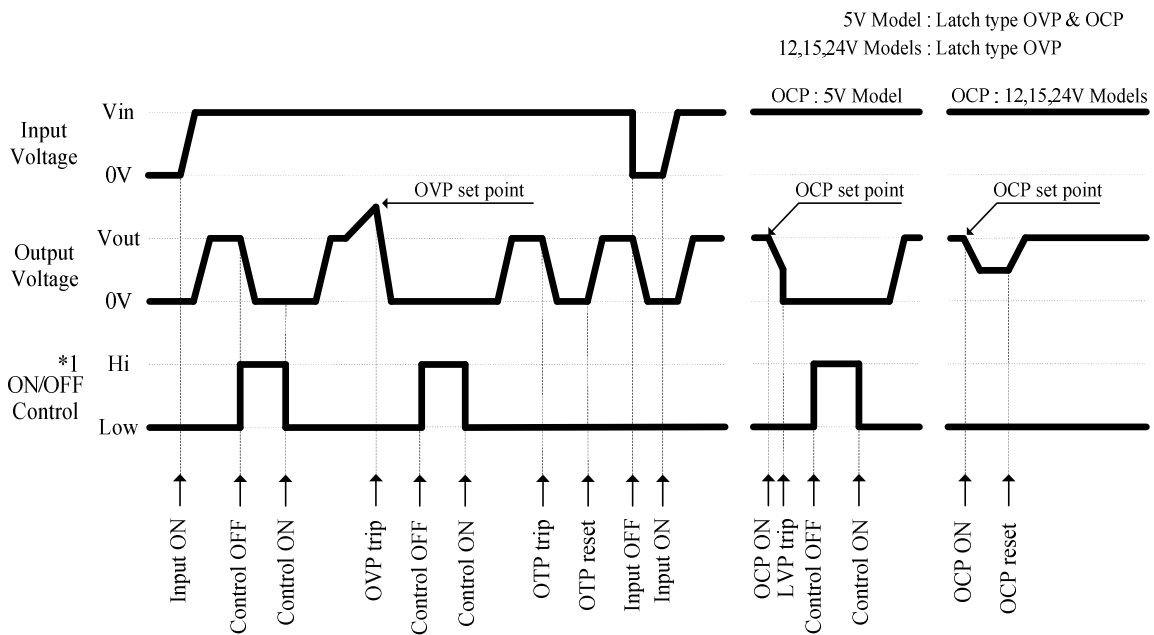 5V Model : Latch type OVP & OCP
12,15,24V Models : Latch type OVP
OCP : 5V Model
OCP : 12,15,24V Models
Input
Voltage
Vin
0V
OVP set point
OCP set point
OCP set point
Output
Voltage
Vout
0V
*1
ON/OFF
Control
Hi
Low
Input ON
Control OFF
Control ON
OVP trip
Control OFF
Control ON
OTP trip
OTP reset
Input OFF
Input ON
OCP ON
LVP trip
Control OFF
Control ON
OCP ON
OCP reset